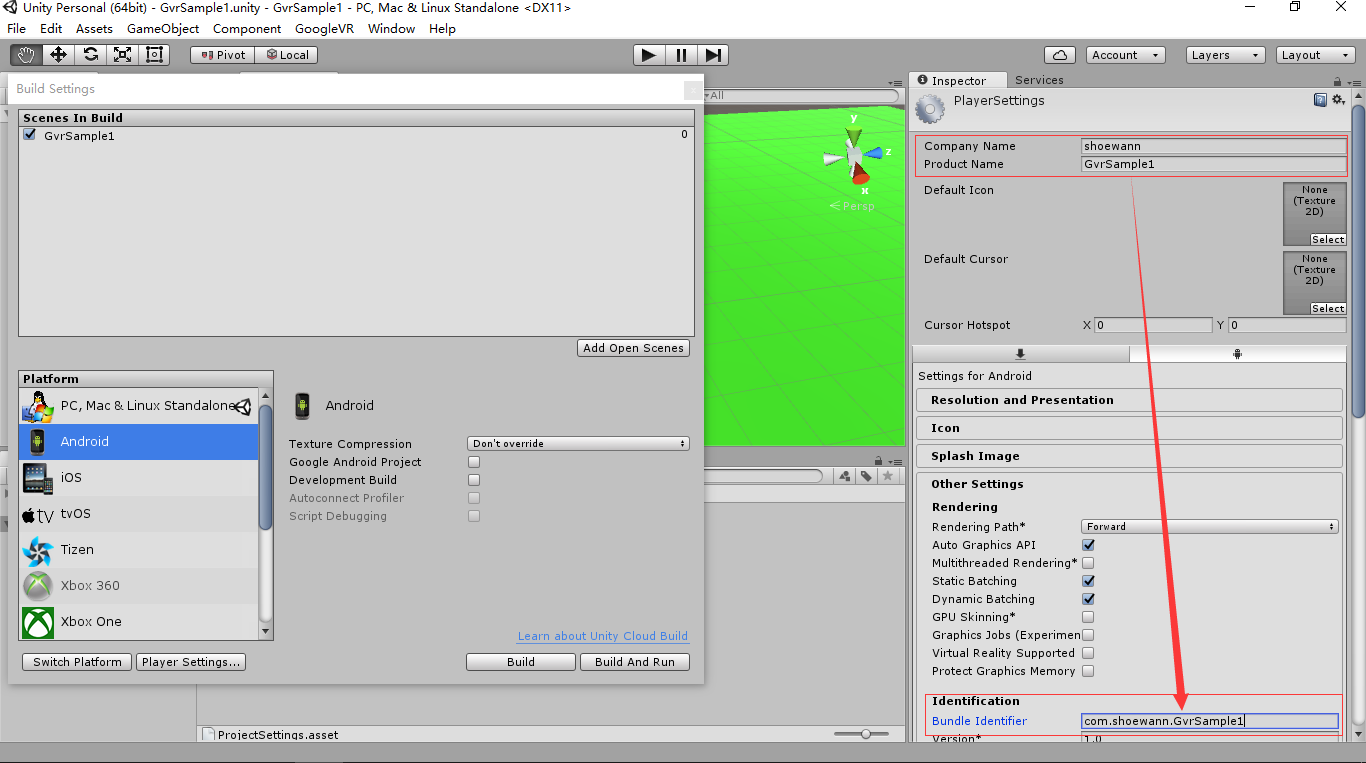 Unity Personal (64bit) - GvrSample1.unity - GvrSample1 - PC, Mac & Linux Standalone <DX11>
File Edit Assets GameObject Component GoogleVR Window Help
Pivot Local Account Layers Layout
Build Settings
x
Scenes In Build
GvrSample1 0
Add Open Scenes
Platform
PC, Mac & Linux Standalone
Android
iOS
tvOS
Tizen
Xbox 360
Xbox One
Switch Platform Player Settings...
Android
Texture Compression Don't override
Google Android Project
Development Build
Autoconnect Profiler
Script Debugging
Learn about Unity Cloud Build
Build Build And Run
All
y
z
x
Persp
ProjectSettings.asset
Inspector Services
PlayerSettings
Company Name shoewann
Product Name GvrSample1
Default Icon
None
(Texture
2D)
Select
Default Cursor
None
(Texture
2D)
Select
Cursor Hotspot X 0 Y 0
Settings for Android
Resolution and Presentation
Icon
Splash Image
Other Settings
Rendering
Rendering Path* Forward
Auto Graphics API
Multithreaded Rendering*
Static Batching
Dynamic Batching
GPU Skinning*
Graphics Jobs (Experimen
Virtual Reality Supported
Protect Graphics Memory
Identification
Bundle Identifier com.shoewann.GvrSample1
Version* 1.0